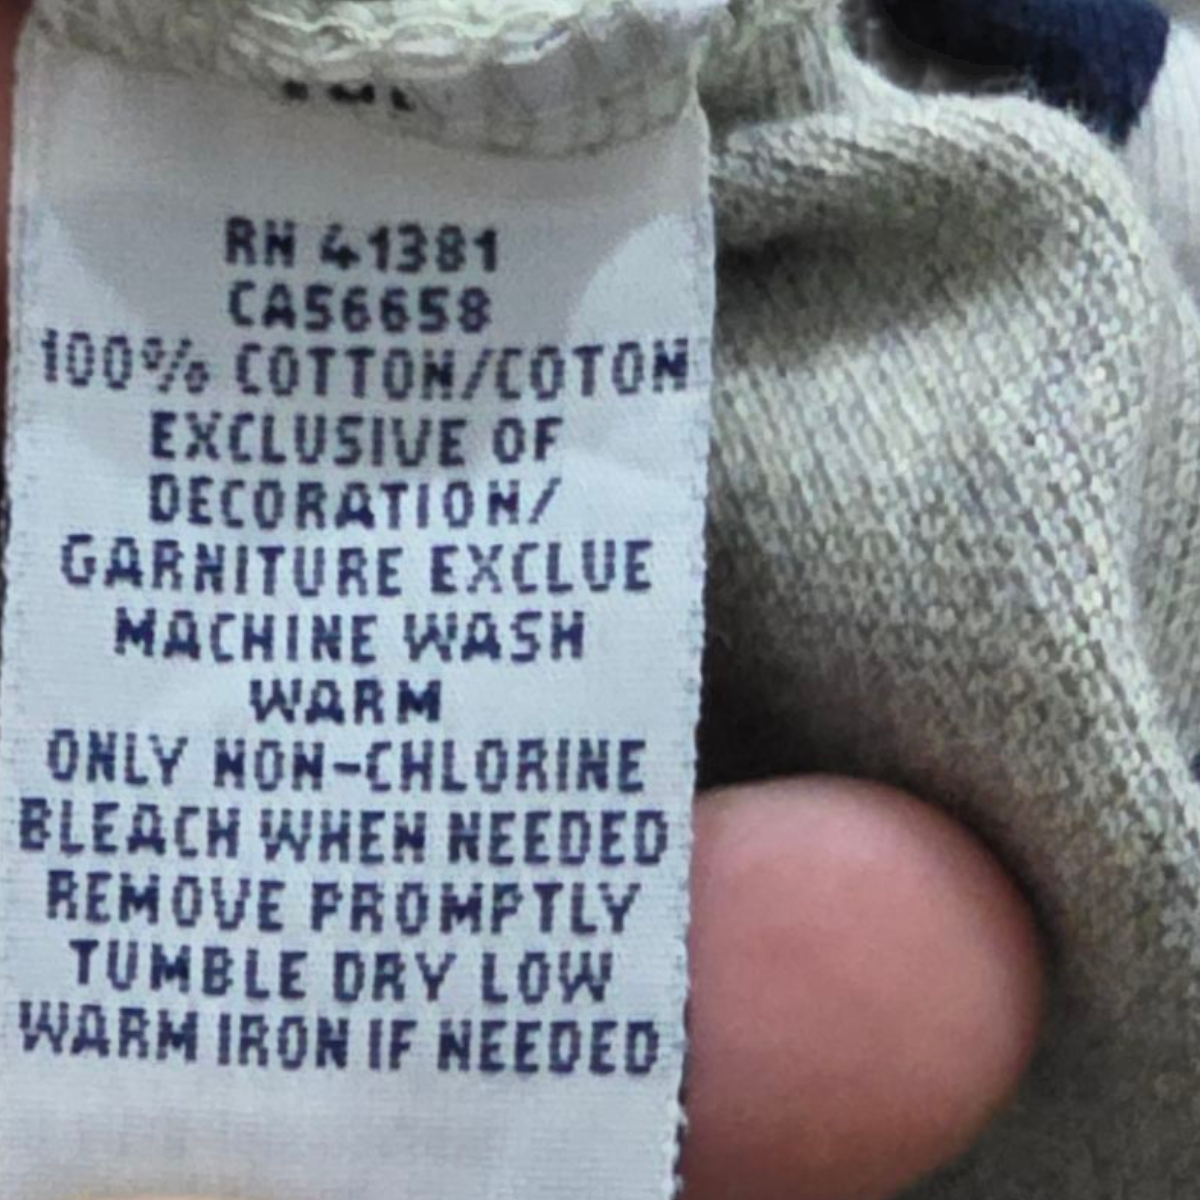 RN 41381
CA56658
100% COTTON/COTON
EXCLUSIVE OF
DECORATION/
GARNITURE EXCLUE
MACHINE WASH
WARM
ONLY NON-CHLORINE
BLEACH WHEN NEEDED
REMOVE PROMPTLY
TUMBLE DRY LOW
WARM IRON IF NEEDED